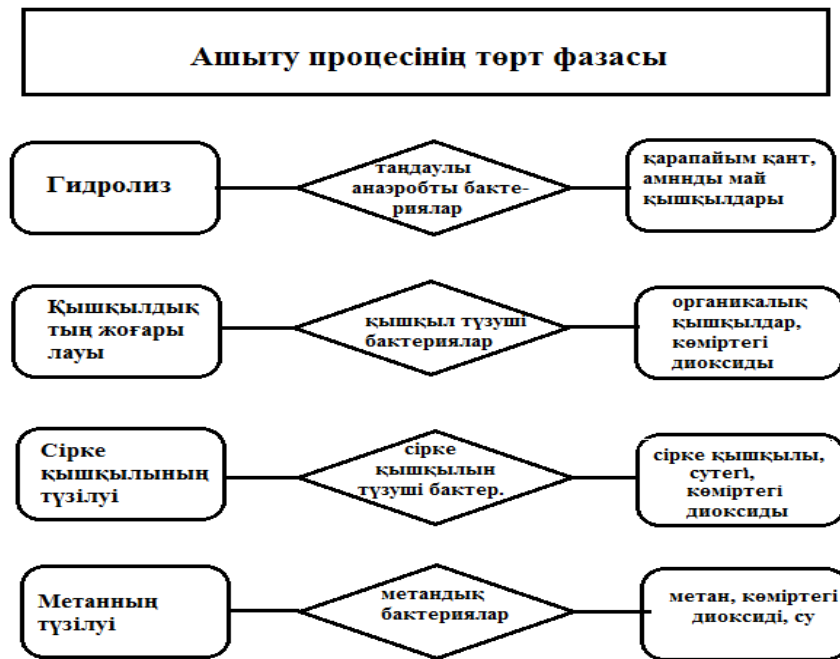 Ашыту процесінің төрт фазасы
Гидролиз
таңдаулы
анаэробты бакте-
риялар
қарапайым қант,
аминды май
қышқылдары
Қышқылдық
тың жоғары
лауы
қышқыл түзуші
бактериялар
органикалық
қышқылдар,
көміртегі
диоксиды
Сірке
қышқылының
түзілуі
сірке
қышқылын
түзуші бактер.
сірке қышқылы,
сутегі,
көміртегі
диоксиды
Метанның
түзілуі
метандық
бактериялар
метан, көміртегі
диоксиді, су